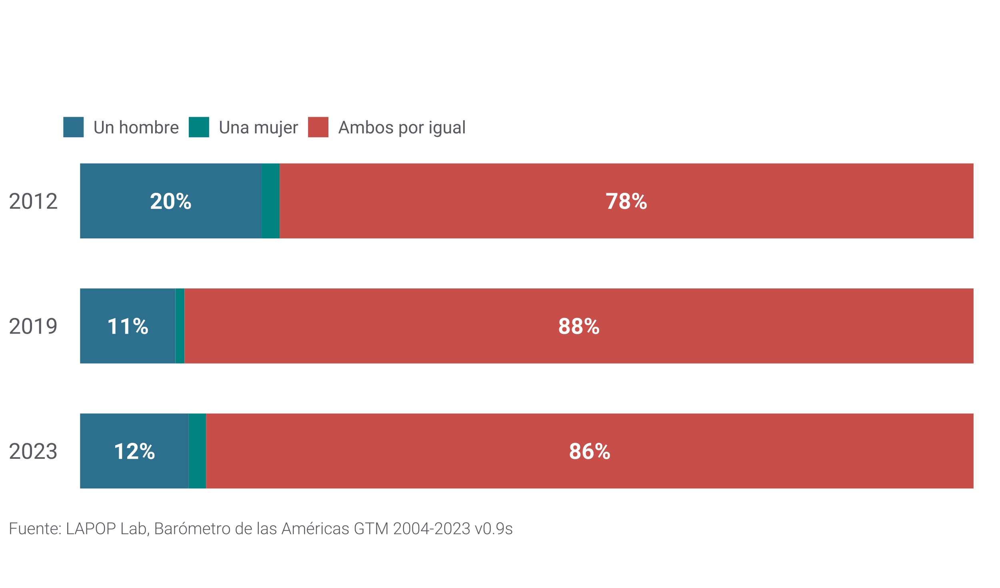 Un hombre Una mujer Ambos por igual
2012 20% 78%
2019 11% 88%
2023 12% 86%
Fuente: LAPOP Lab, Barómetro de las Américas GTM 2004-2023 v0.9s